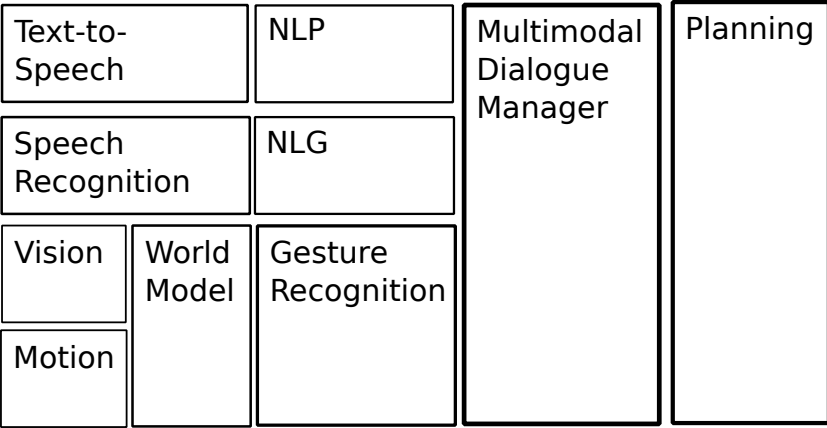 Text-to-
Speech
NLP
Multimodal
Dialogue
Manager
Planning
Speech
Recognition
NLG
Vision
World
Model
Gesture
Recognition
Motion